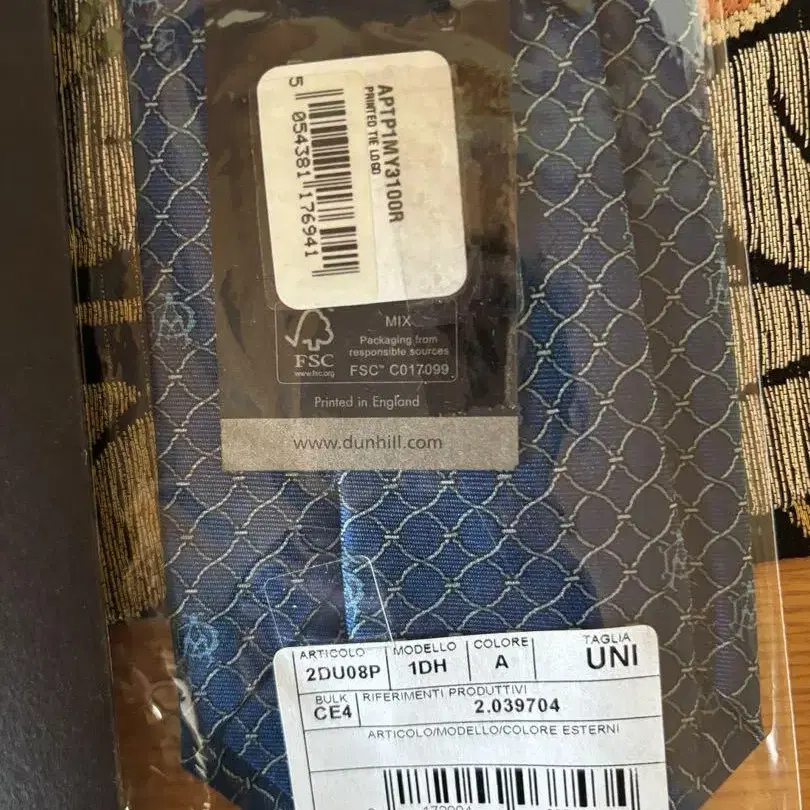 APTP1MY3100R
PRINTED TIE LOGO
5 054381 176941
FSC
www.fsc.org
MIX
Packaging from
responsible sources
FSC™ C017099
Printed in England
www.dunhill.com
ARTICOLO MODELLO COLORE TAGLIA
2DU08P 1DH A UNI
BULK RIFERIMENTI PRODUTTIVI
CE4 2.039704
ARTICOLO/MODELLO/COLORE ESTERNI